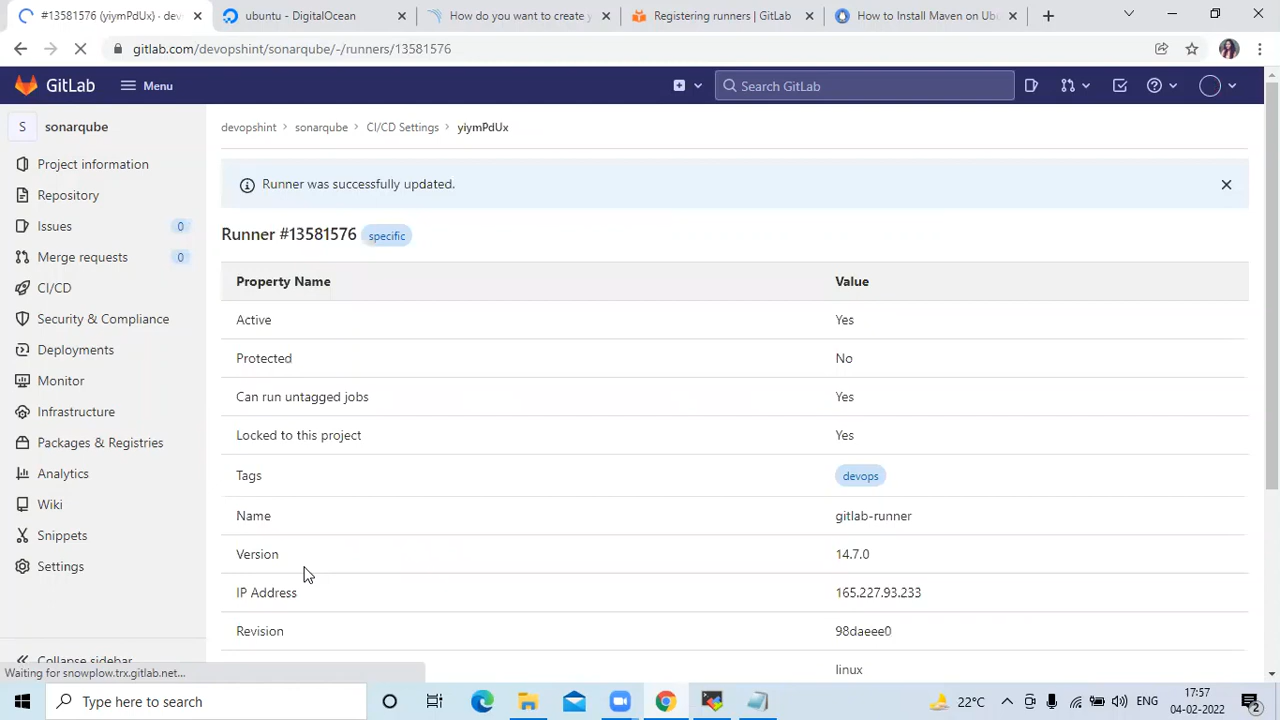 #13581576 (yiymPdUx) · dev
ubuntu - DigitalOcean
How do you want to create y
Registering runners | GitLab
How to Install Maven on Ubu
gitlab.com/devopshint/sonarqube/-/runners/13581576
GitLab
Menu
Search GitLab
S sonarqube
devopshint > sonarqube > CI/CD Settings > yiymPdUx
Project information
Repository
Issues 0
Merge requests 0
CI/CD
Security & Compliance
Deployments
Monitor
Infrastructure
Packages & Registries
Analytics
Wiki
Snippets
Settings
Collapse sidebar
Runner was successfully updated.
Runner #13581576 specific
Property Name Value
Active Yes
Protected No
Can run untagged jobs Yes
Locked to this project Yes
Tags devops
Name gitlab-runner
Version 14.7.0
IP Address 165.227.93.233
Revision 98daeee0
linux
Waiting for snowplow.trx.gitlab.net...
Type here to search
22°C
ENG
17:57
04-02-2022
2